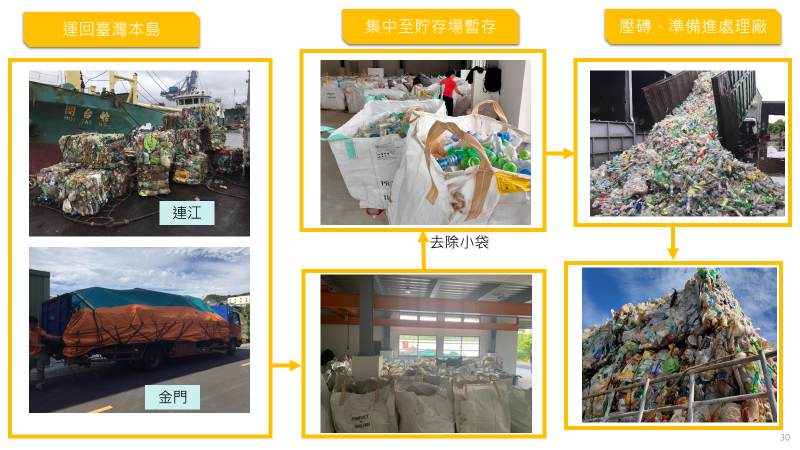 運回臺灣本島
集中至貯存場暫存
壓磚、準備進處理廠
連江
金門
去除小袋
30